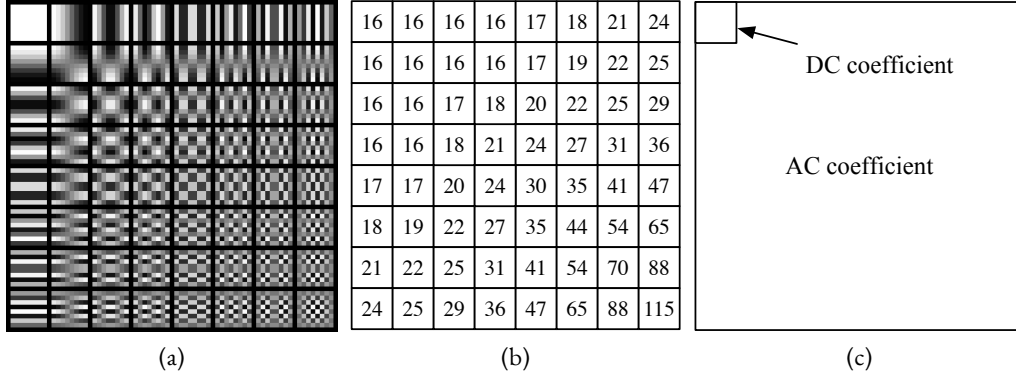 16 16 16 16 17 18 21 24
16 16 16 16 17 19 22 25
16 16 17 18 20 22 25 29
16 16 18 21 24 27 31 36
17 17 20 24 30 35 41 47
18 19 22 27 35 44 54 65
21 22 25 31 41 54 70 88
24 25 29 36 47 65 88 115
DC coefficient
AC coefficient
(a) (b) (c)